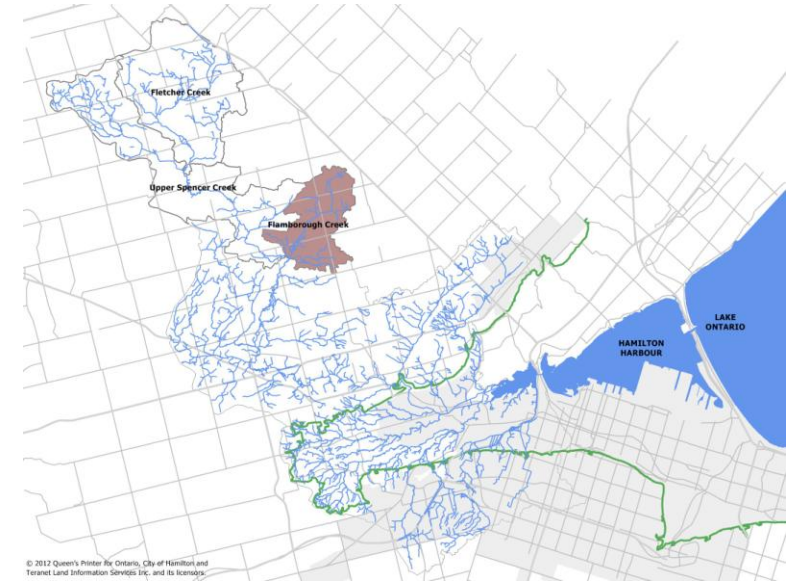 Fletcher Creek
Upper Spencer Creek
Flamborough Creek
LAKE
ONTARIO
HAMILTON
HARBOUR
© 2012 Queen's Printer for Ontario, City of Hamilton and
Teranet Land Information Services Inc. and its licensors.